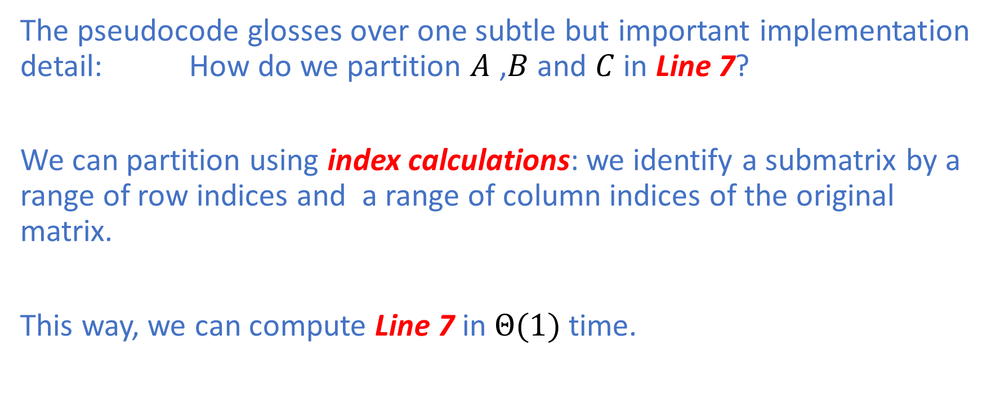 The pseudocode glosses over one subtle but important implementation
detail: How do we partition A ,B and C in Line 7?
We can partition using index calculations: we identify a submatrix by a
range of row indices and a range of column indices of the original
matrix.
This way, we can compute Line 7 in Θ(1) time.